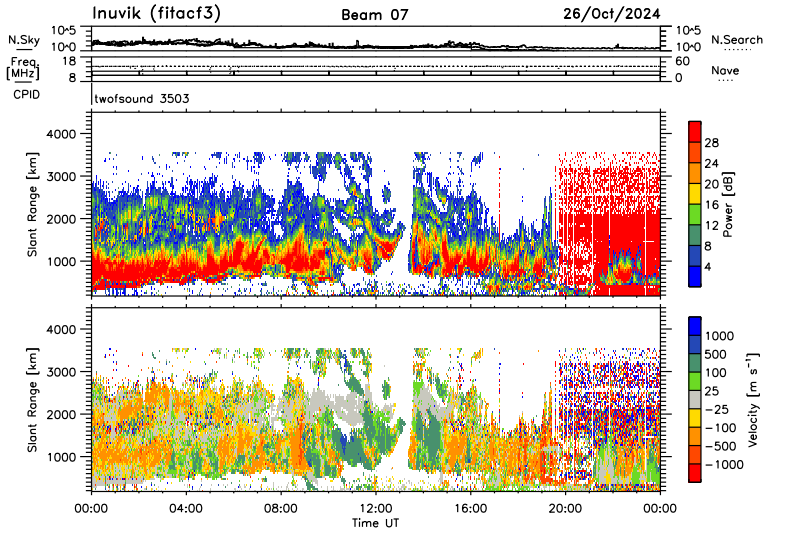 Inuvik (fitacf3) Beam 07 26/Oct/2024
N.Sky 10^5 10^0 10^5 10^0 N.Search
Freq. [MHz] 18 8 60 0 Nave
CPID twofsound 3503
Slant Range [km] 4000 3000 2000 1000
Power [dB] 28 24 20 16 12 8 4
Slant Range [km] 4000 3000 2000 1000
Velocity [m s⁻¹] 1000 500 100 25 −25 −100 −500 −1000
00:00 04:00 08:00 12:00 16:00 20:00 00:00
Time UT